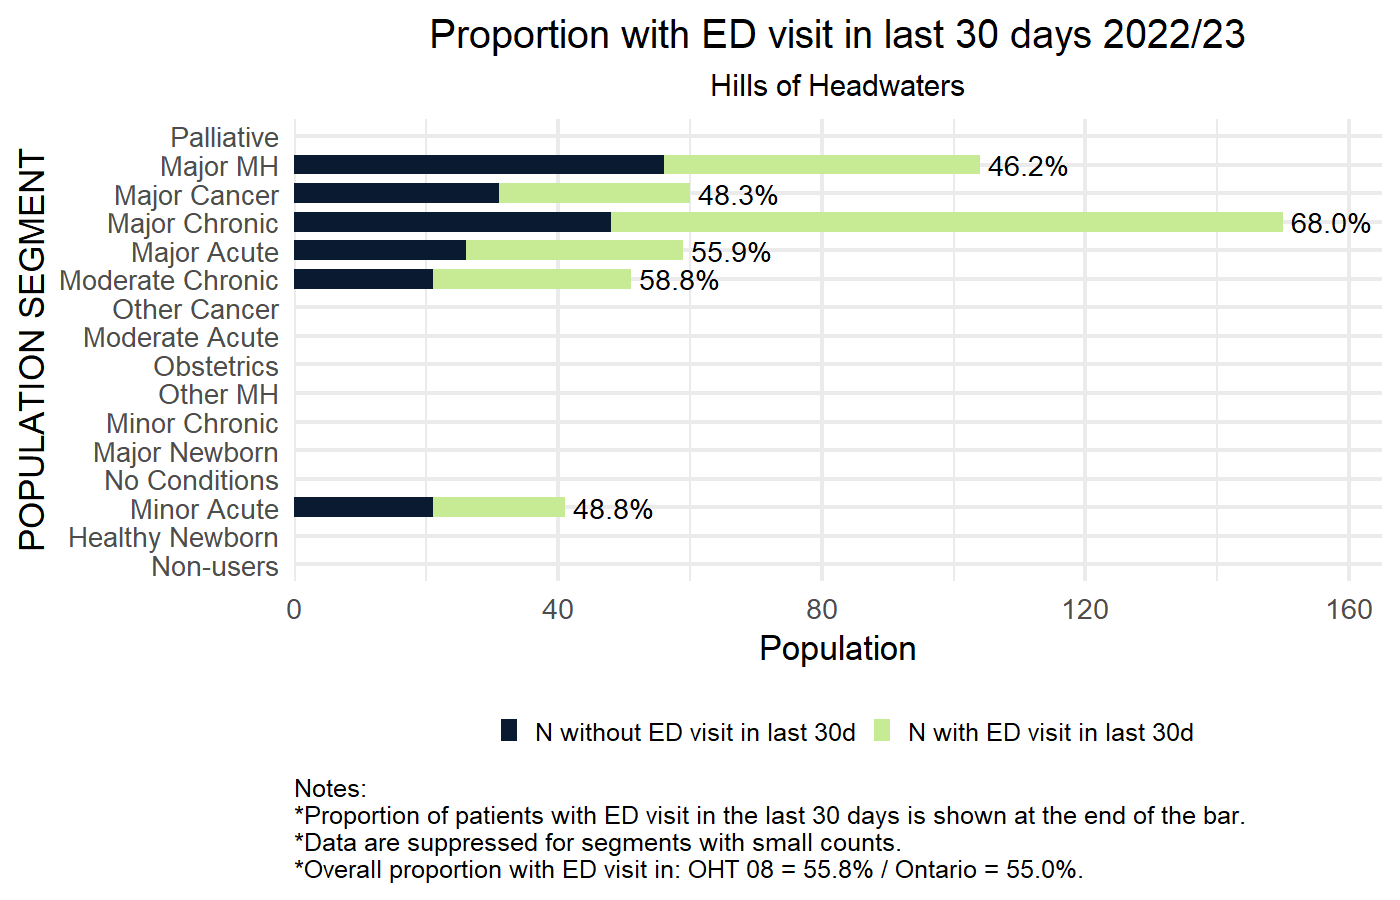 Proportion with ED visit in last 30 days 2022/23
Hills of Headwaters
POPULATION SEGMENT
Palliative
Major MH 46.2%
Major Cancer 48.3%
Major Chronic 68.0%
Major Acute 55.9%
Moderate Chronic 58.8%
Other Cancer
Moderate Acute
Obstetrics
Other MH
Minor Chronic
Major Newborn
No Conditions
Minor Acute 48.8%
Healthy Newborn
Non-users
0 40 80 120 160
Population
N without ED visit in last 30d N with ED visit in last 30d
Notes:
*Proportion of patients with ED visit in the last 30 days is shown at the end of the bar.
*Data are suppressed for segments with small counts.
*Overall proportion with ED visit in: OHT 08 = 55.8% / Ontario = 55.0%.